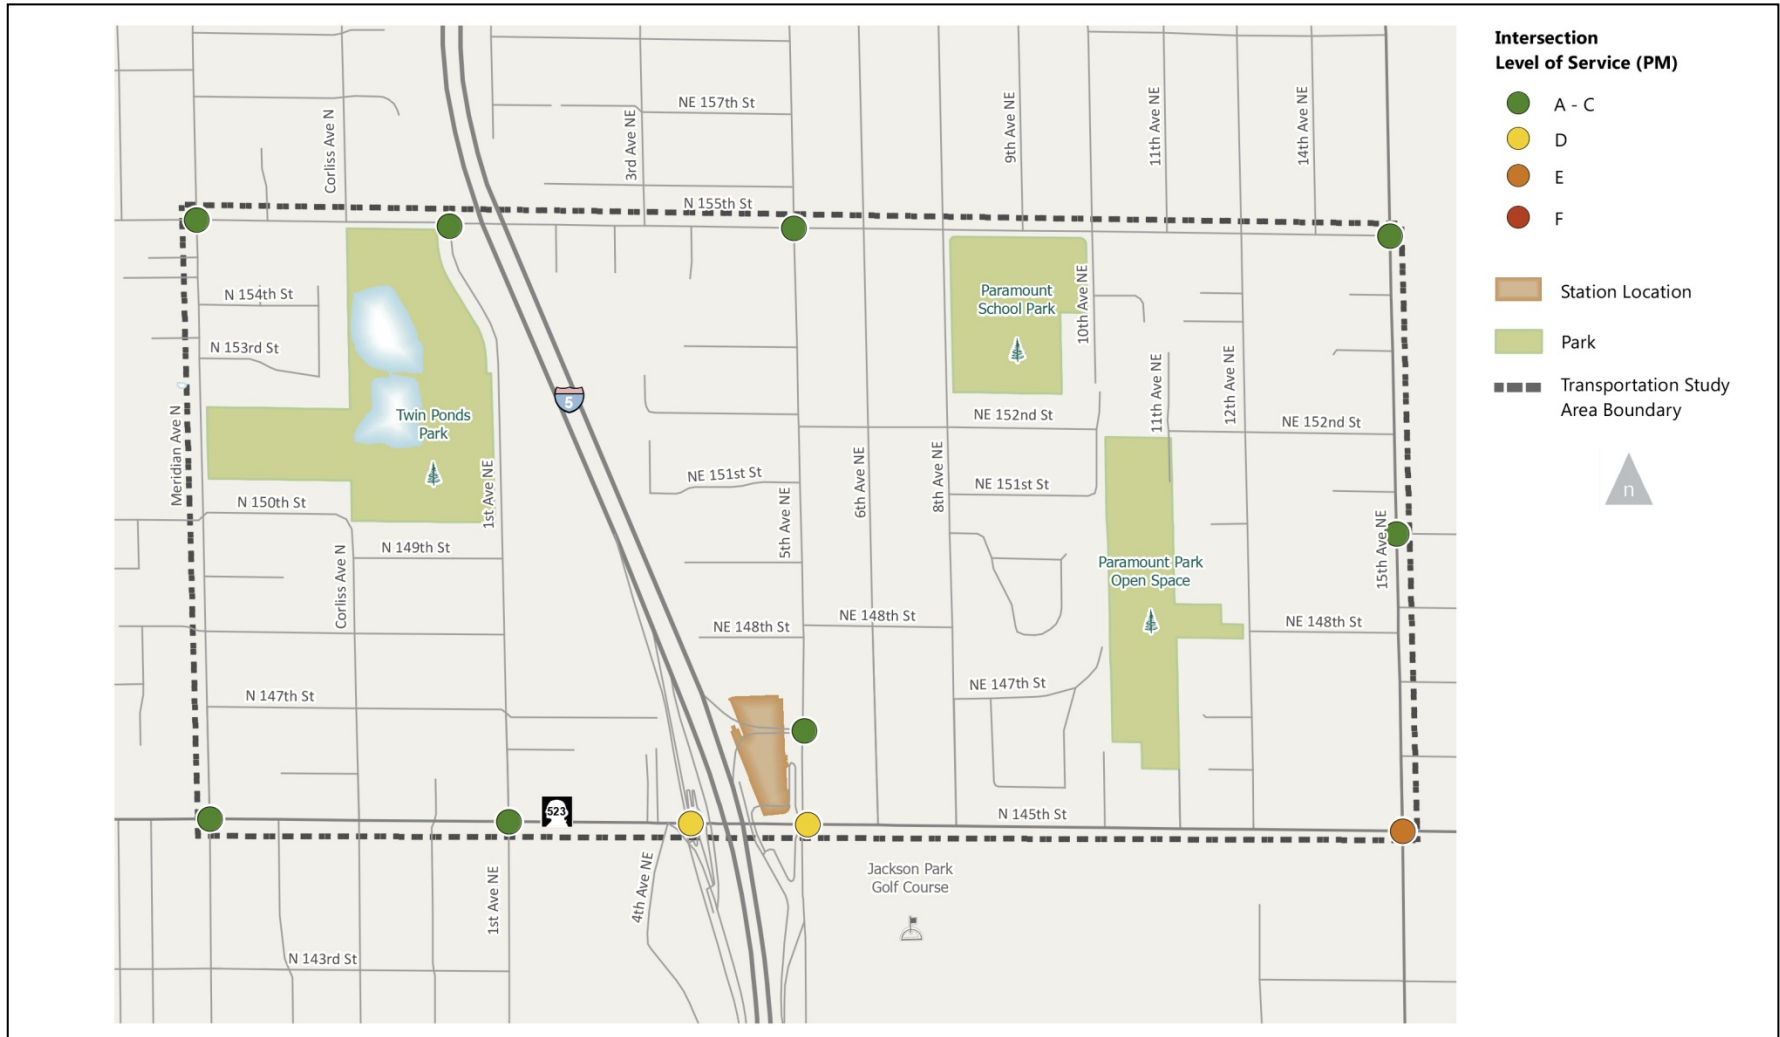 Intersection
Level of Service (PM)
A - C
D
E
F
Station Location
Park
Transportation Study
Area Boundary
n
NE 157th St
Corliss Ave N
3rd Ave NE
9th Ave NE
11th Ave NE
14th Ave NE
N 155th St
N 154th St
N 153rd St
Paramount
School Park
10th Ave NE
5
Twin Ponds
Park
Meridian Ave N
1st Ave NE
NE 152nd St
11th Ave NE
12th Ave NE
NE 152nd St
NE 151st St
5th Ave NE
6th Ave NE
8th Ave NE
NE 151st St
N 150th St
N 149th St
Corliss Ave N
15th Ave NE
Paramount Park
Open Space
NE 148th St
NE 148th St
NE 148th St
N 147th St
NE 147th St
523
N 145th St
1st Ave NE
4th Ave NE
Jackson Park
Golf Course
N 143rd St